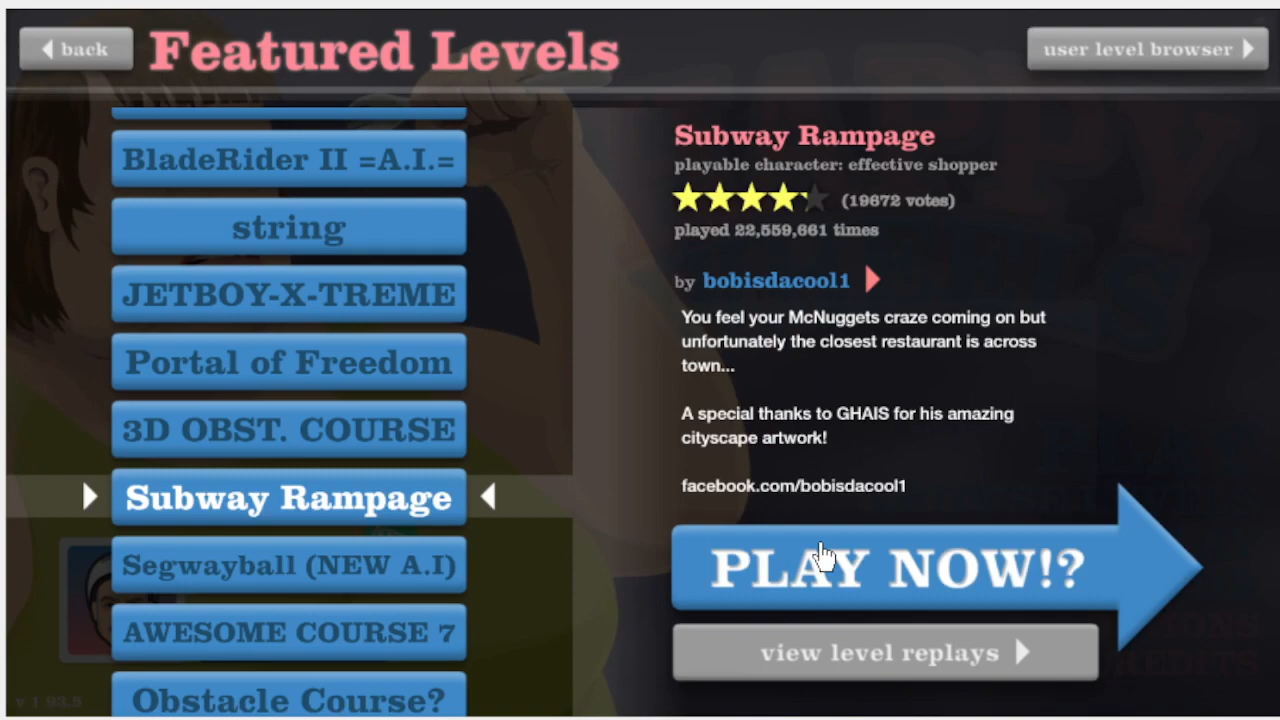 back
Featured Levels
user level browser
BladeRider II =A.I.=
string
JETBOY-X-TREME
Portal of Freedom
3D OBST. COURSE
Subway Rampage
Segwayball (NEW A.I)
AWESOME COURSE 7
Obstacle Course?
Subway Rampage
playable character: effective shopper
(19672 votes)
played 22,559,661 times
by bobisdacool1
You feel your McNuggets craze coming on but
unfortunately the closest restaurant is across
town...
A special thanks to GHAIS for his amazing
cityscape artwork!
facebook.com/bobisdacool1
PLAY NOW!?
view level replays
v 1.93.5